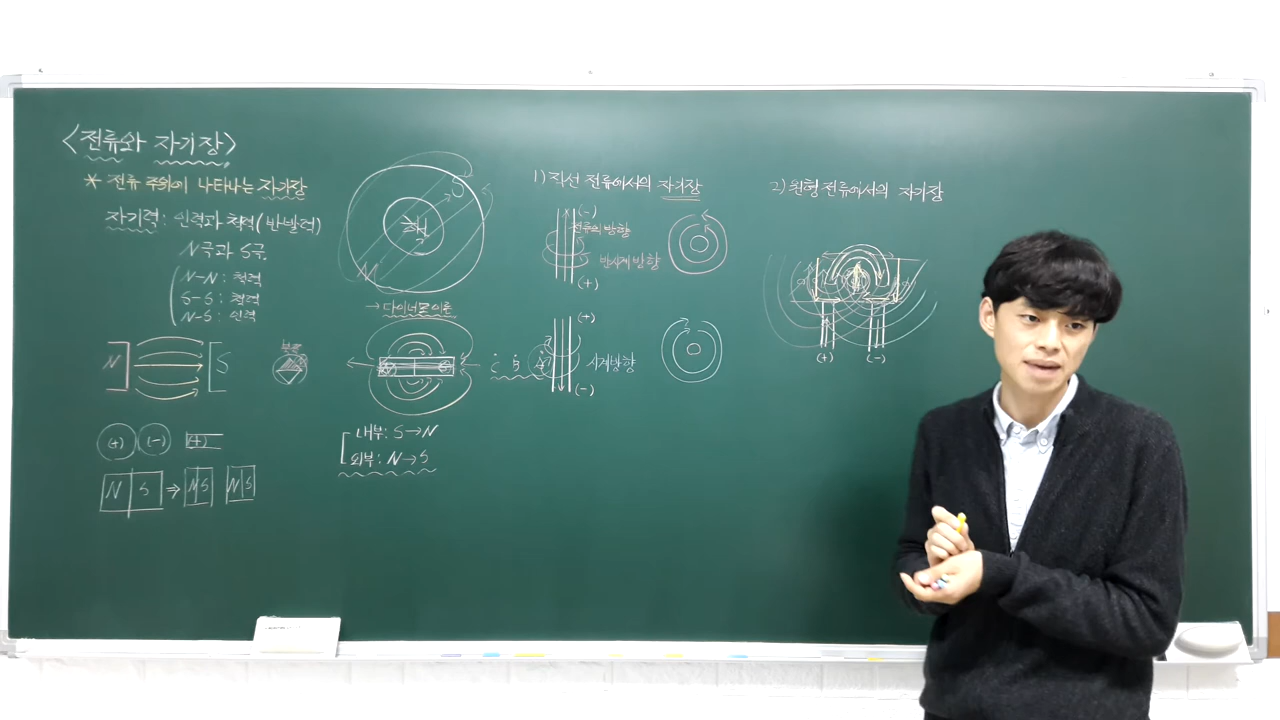 <전류와 자기장>
* 전류 주위에 나타나는 자기장
자기력: 인력과 척력(반발력)
N극과 S극.
N-N: 척력
S-S: 척력
N-S: 인력
N S
(+) (-) (+)
N S ⇒ N S N S
S
핵
N
→ 다이너모이론
내부: S→N
외부: N→S
1) 직선 전류에서의 자기장
(-)
전류의 방향
반시계방향
(+)
(+)
시계방향
(-)
2) 원형 전류에서의 자기장
(+) (-)